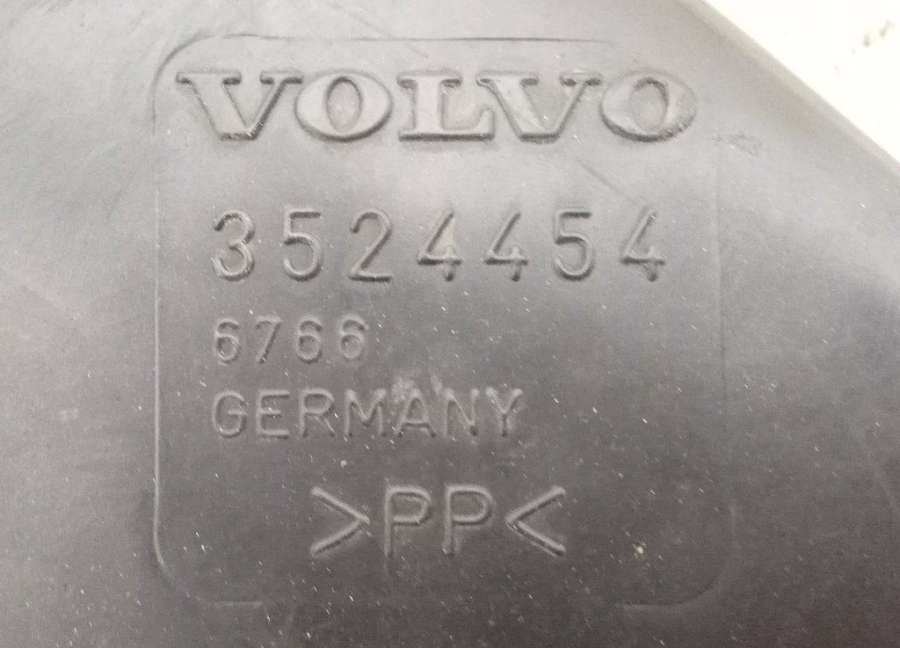 VOLVO
3524454
6766
GERMANY
>PP<